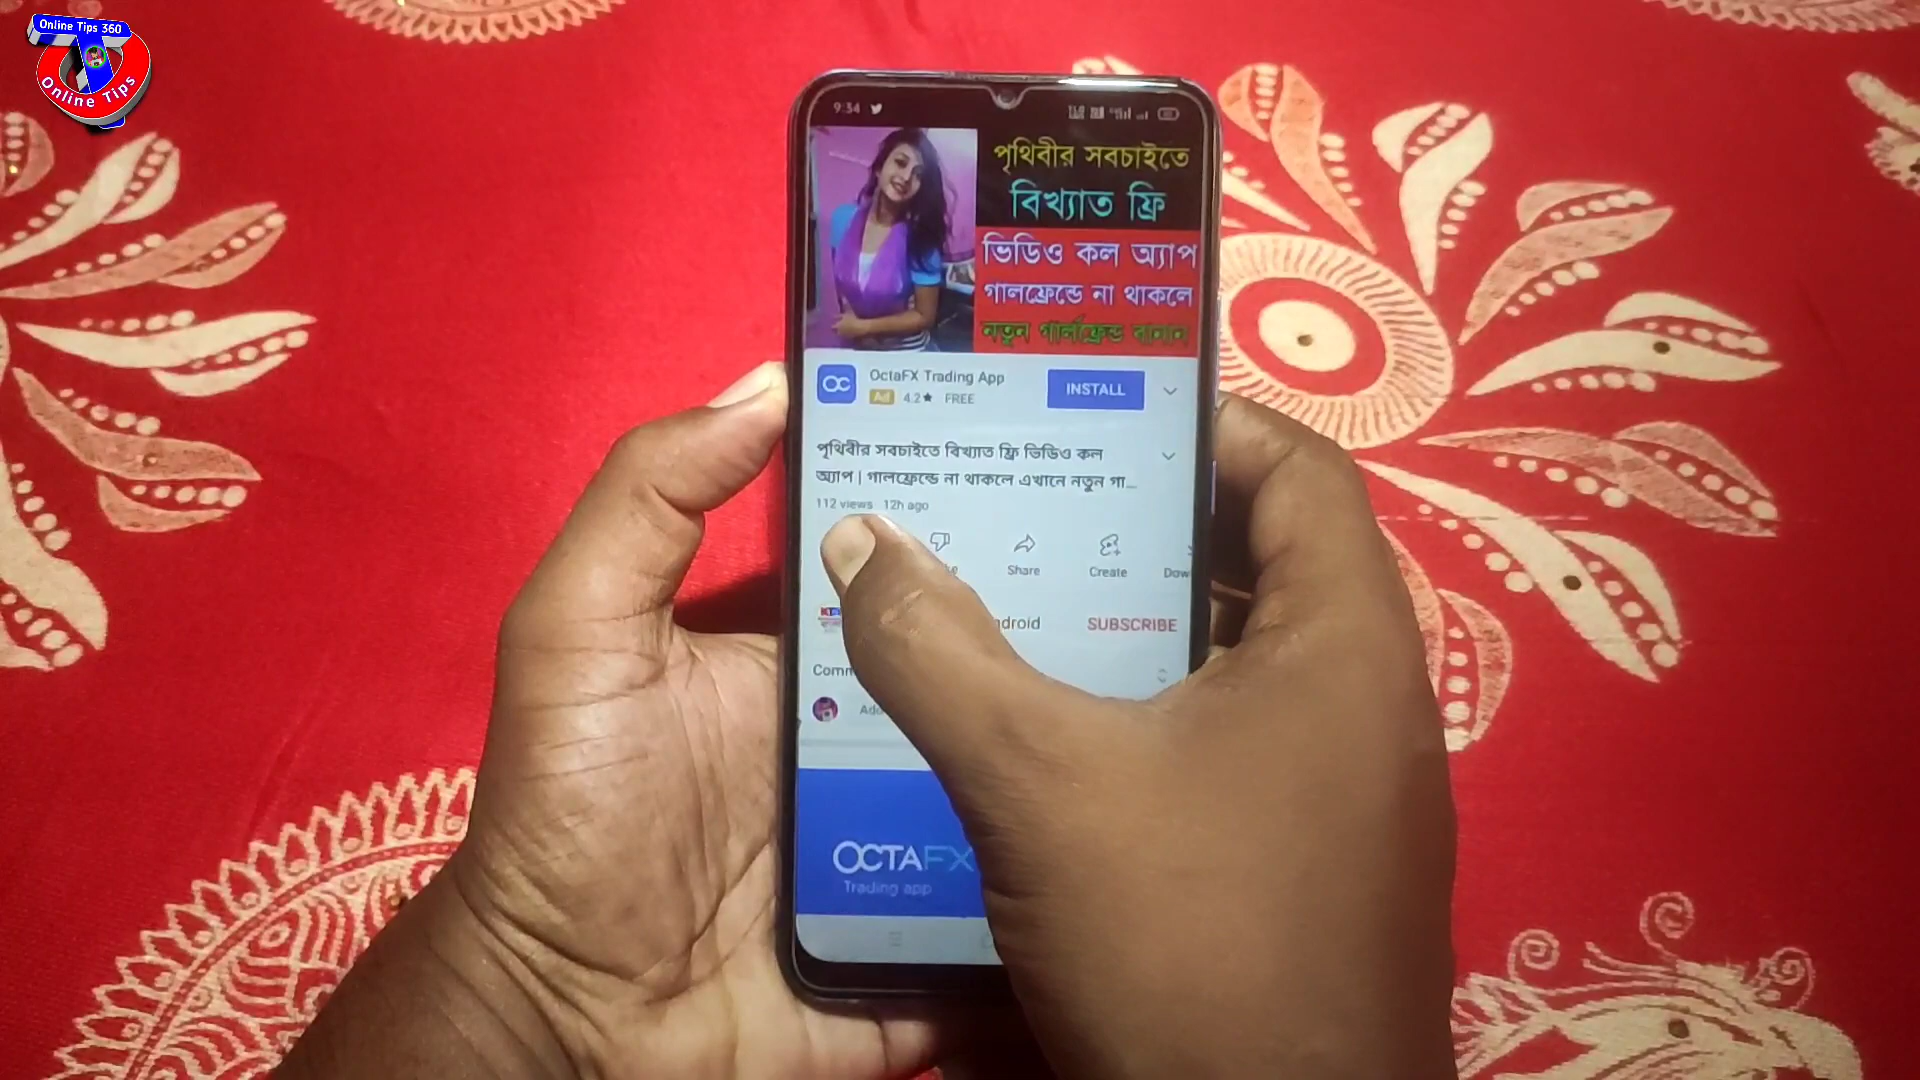 Online Tips 360
Online Tips
9:34
পৃথিবীর সবচাইতে
বিখ্যাত ফ্রি
ভিডিও কল অ্যাপ
গালফ্রেন্ডে না থাকলে
নতুন গার্লফ্রেন্ড বানান
OctaFX Trading App
Ad 4.2★ FREE
INSTALL
পৃথিবীর সবচাইতে বিখ্যাত ফ্রি ভিডিও কল
অ্যাপ | গালফ্রেন্ডে না থাকলে এখানে নতুন গা...
112 views 12h ago
Share
Create
SUBSCRIBE
OCTAFX
Trading app